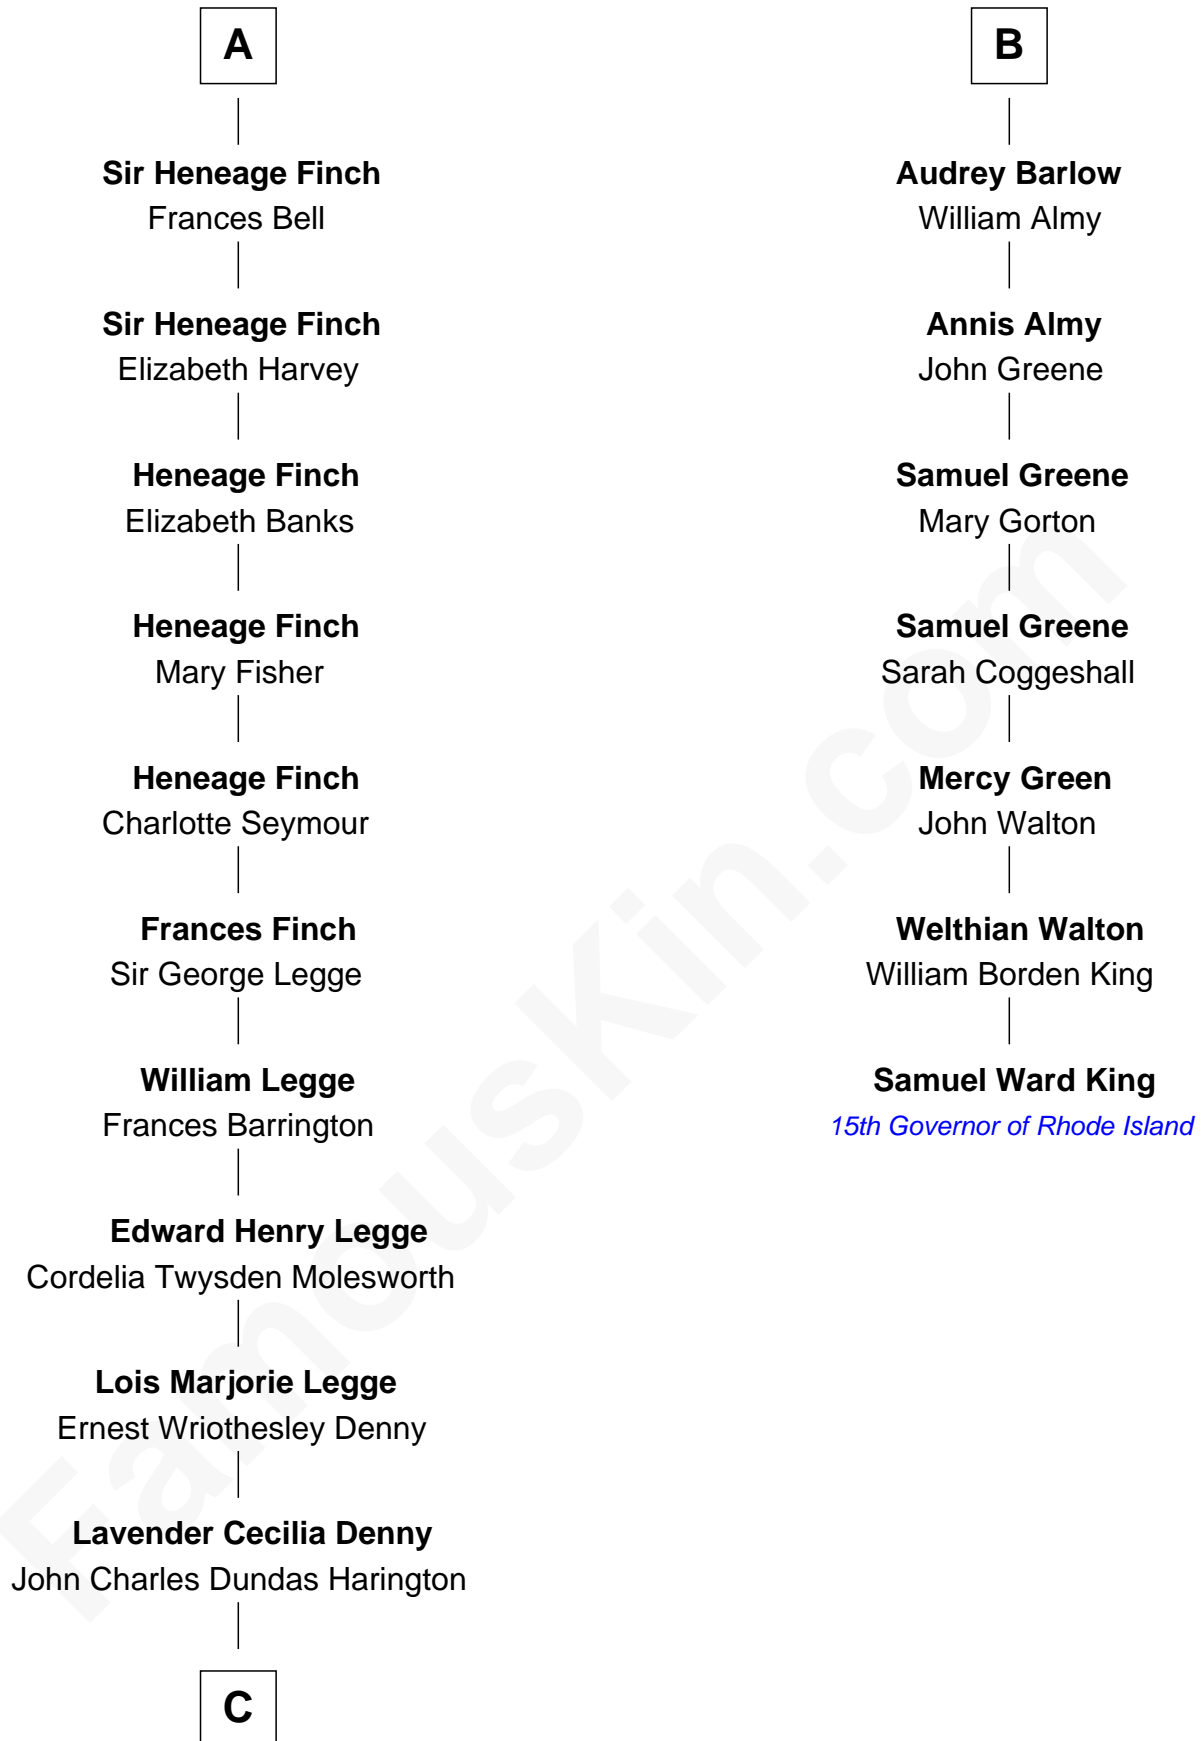 A
Sir Heneage Finch
Frances Bell
Sir Heneage Finch
Elizabeth Harvey
Heneage Finch
Elizabeth Banks
Heneage Finch
Mary Fisher
Heneage Finch
Charlotte Seymour
Frances Finch
Sir George Legge
William Legge
Frances Barrington
Edward Henry Legge
Cordelia Twysden Molesworth
Lois Marjorie Legge
Ernest Wriothesley Denny
Lavender Cecilia Denny
John Charles Dundas Harington
C
B
Audrey Barlow
William Almy
Annis Almy
John Greene
Samuel Greene
Mary Gorton
Samuel Greene
Sarah Coggeshall
Mercy Green
John Walton
Welthian Walton
William Borden King
Samuel Ward King
15th Governor of Rhode Island
FamousKin.com